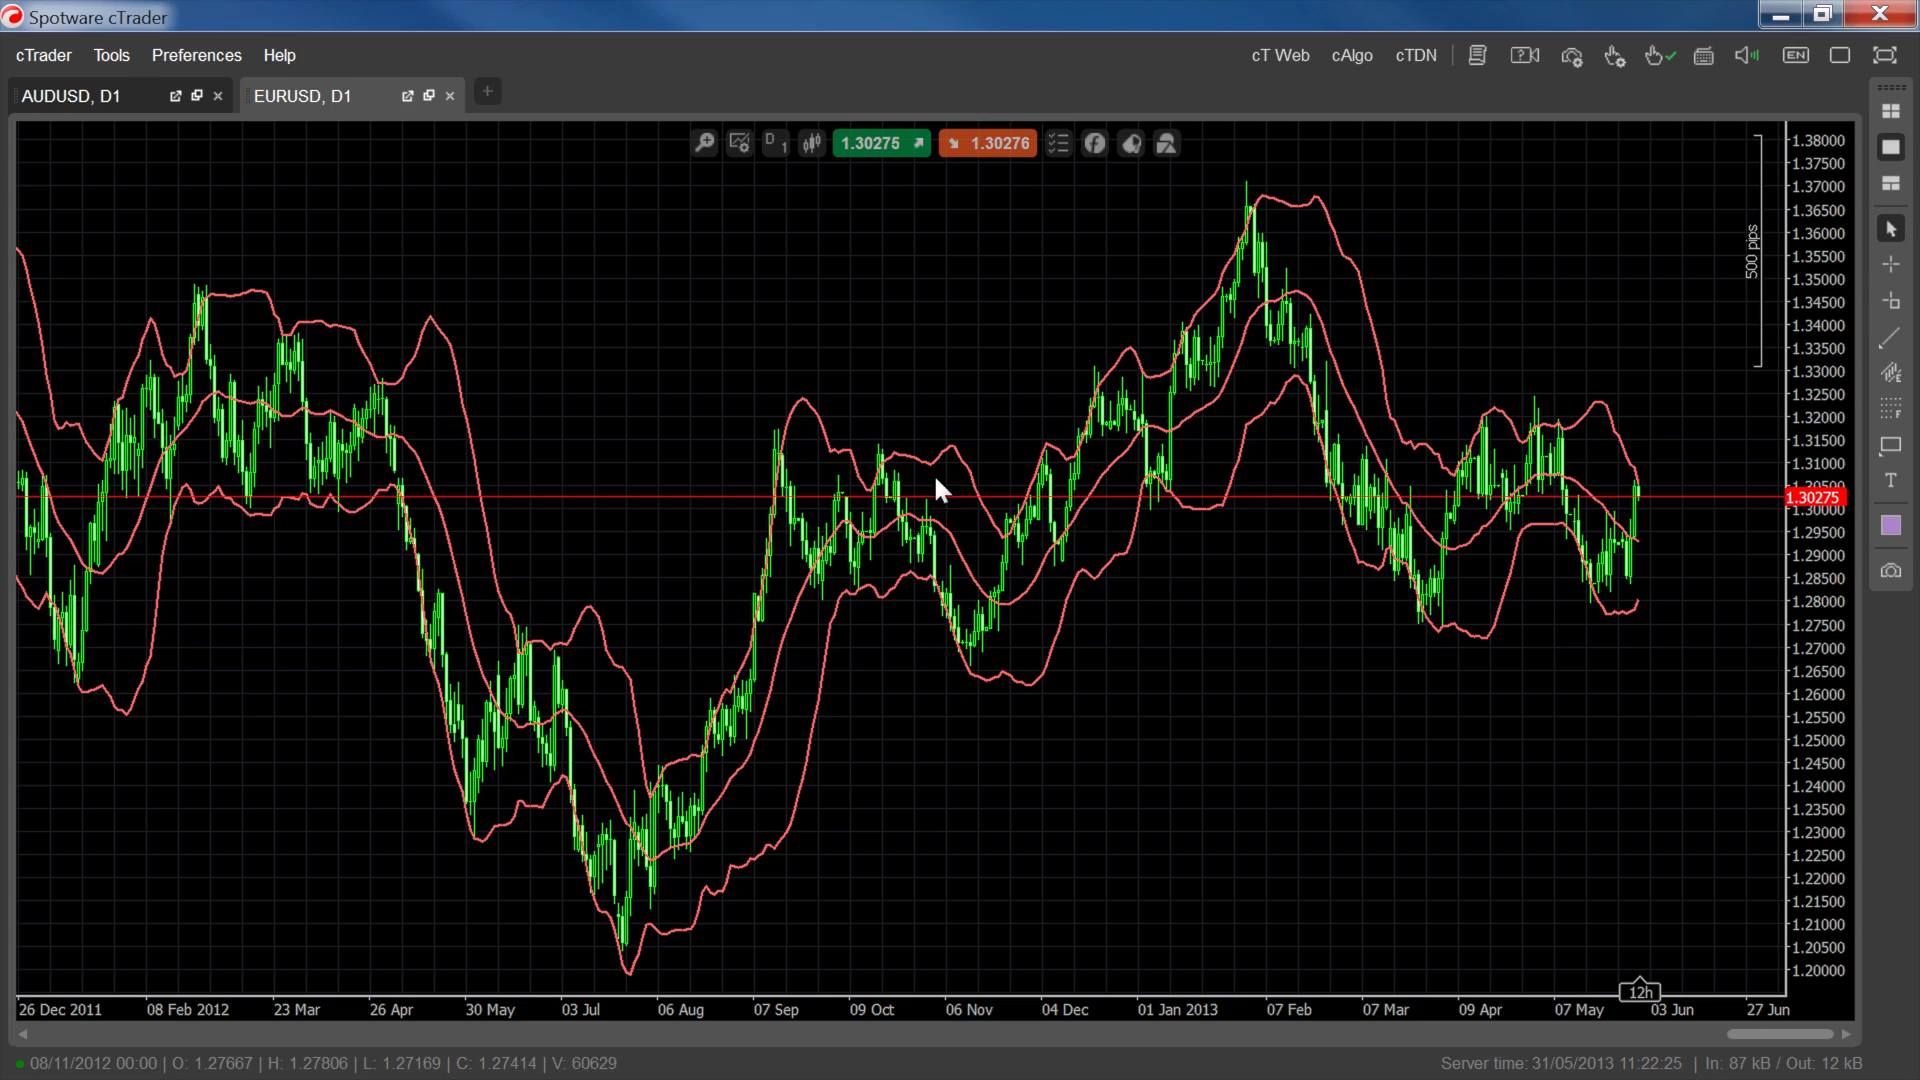 Spotware cTrader
cTrader Tools Preferences Help
cT Web cAlgo cTDN EN
AUDUSD, D1 EURUSD, D1
D 1 1.30275 1.30276
500 pips
1.38000
1.37500
1.37000
1.36500
1.36000
1.35500
1.35000
1.34500
1.34000
1.33500
1.33000
1.32500
1.32000
1.31500
1.31000
1.30500
1.30275
1.30000
1.29500
1.29000
1.28500
1.28000
1.27500
1.27000
1.26500
1.26000
1.25500
1.25000
1.24500
1.24000
1.23500
1.23000
1.22500
1.22000
1.21500
1.21000
1.20500
1.20000
E
F
T
12h
26 Dec 2011 08 Feb 2012 23 Mar 26 Apr 30 May 03 Jul 06 Aug 07 Sep 09 Oct 06 Nov 04 Dec 01 Jan 2013 07 Feb 07 Mar 09 Apr 07 May 03 Jun 27 Jun
08/11/2012 00:00 | O: 1.27667 | H: 1.27806 | L: 1.27169 | C: 1.27414 | V: 60629
Server time: 31/05/2013 11:22:25 | In: 87 kB / Out: 12 kB